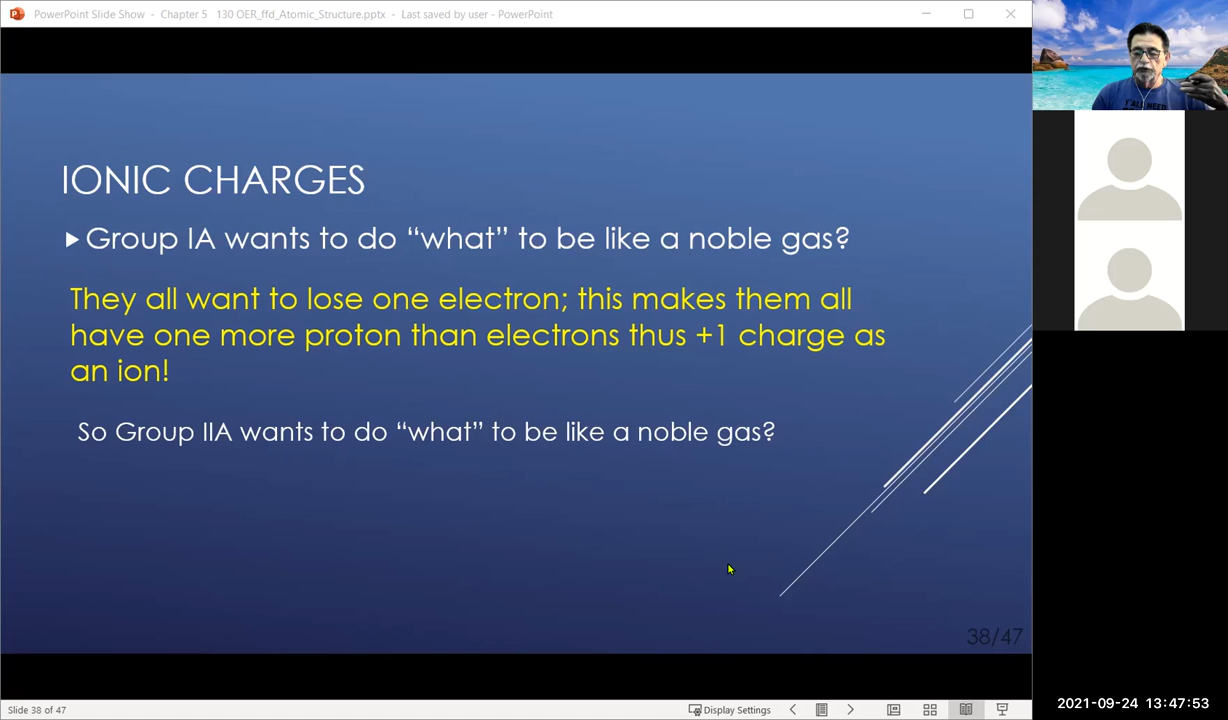 PowerPoint Slide Show - Chapter 5 130 OER_ffd_Atomic_Structure.pptx - Last saved by user - PowerPoint
Y'ALL NEED
IONIC CHARGES
Group IA wants to do “what” to be like a noble gas?
They all want to lose one electron; this makes them all
have one more proton than electrons thus +1 charge as
an ion!
So Group IIA wants to do “what” to be like a noble gas?
38/47
Slide 38 of 47
Display Settings
2021-09-24 13:47:53